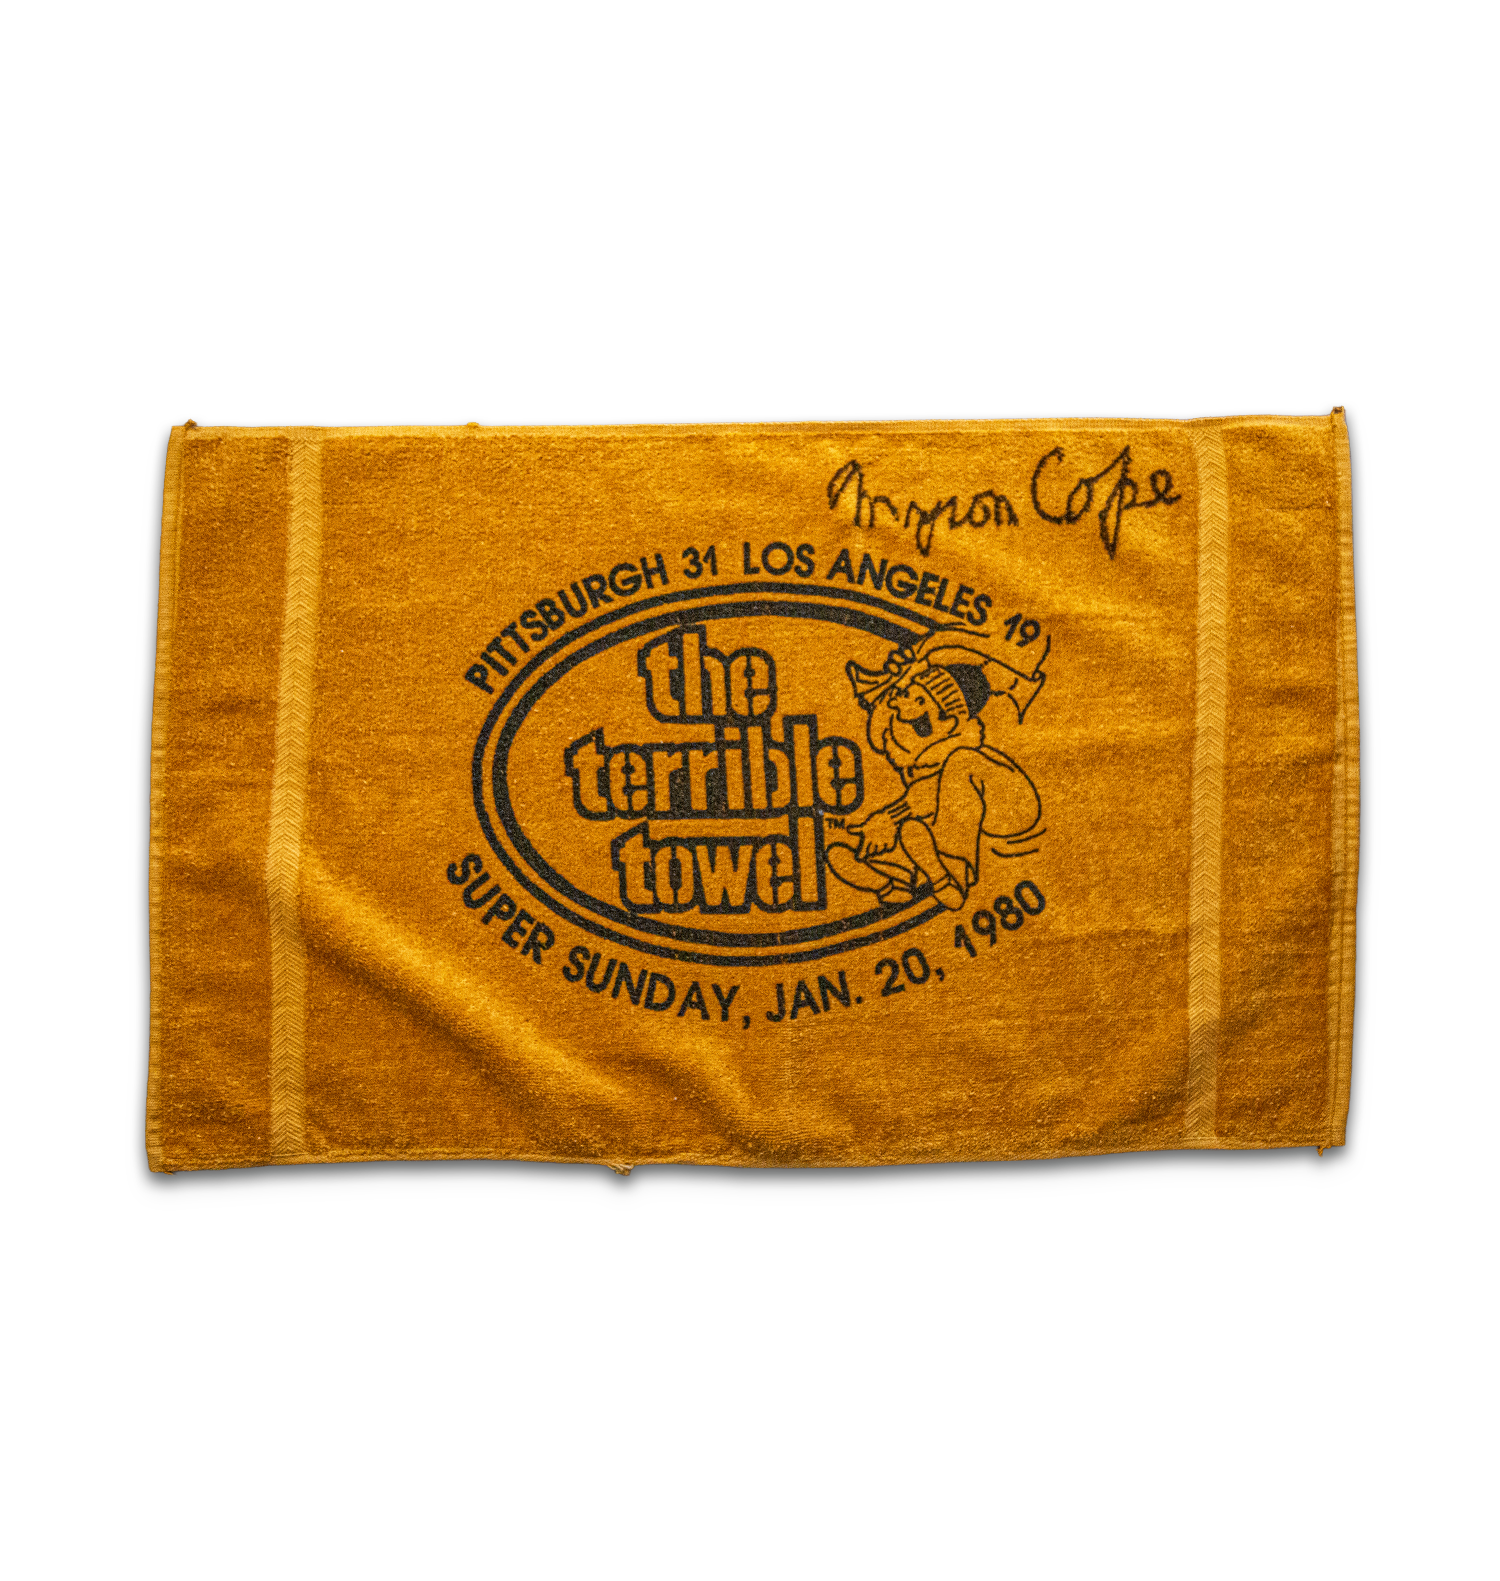 Myron Cope
PITTSBURGH 31 LOS ANGELES 19
the
terrible
towel
TM
SUPER SUNDAY, JAN. 20, 1980